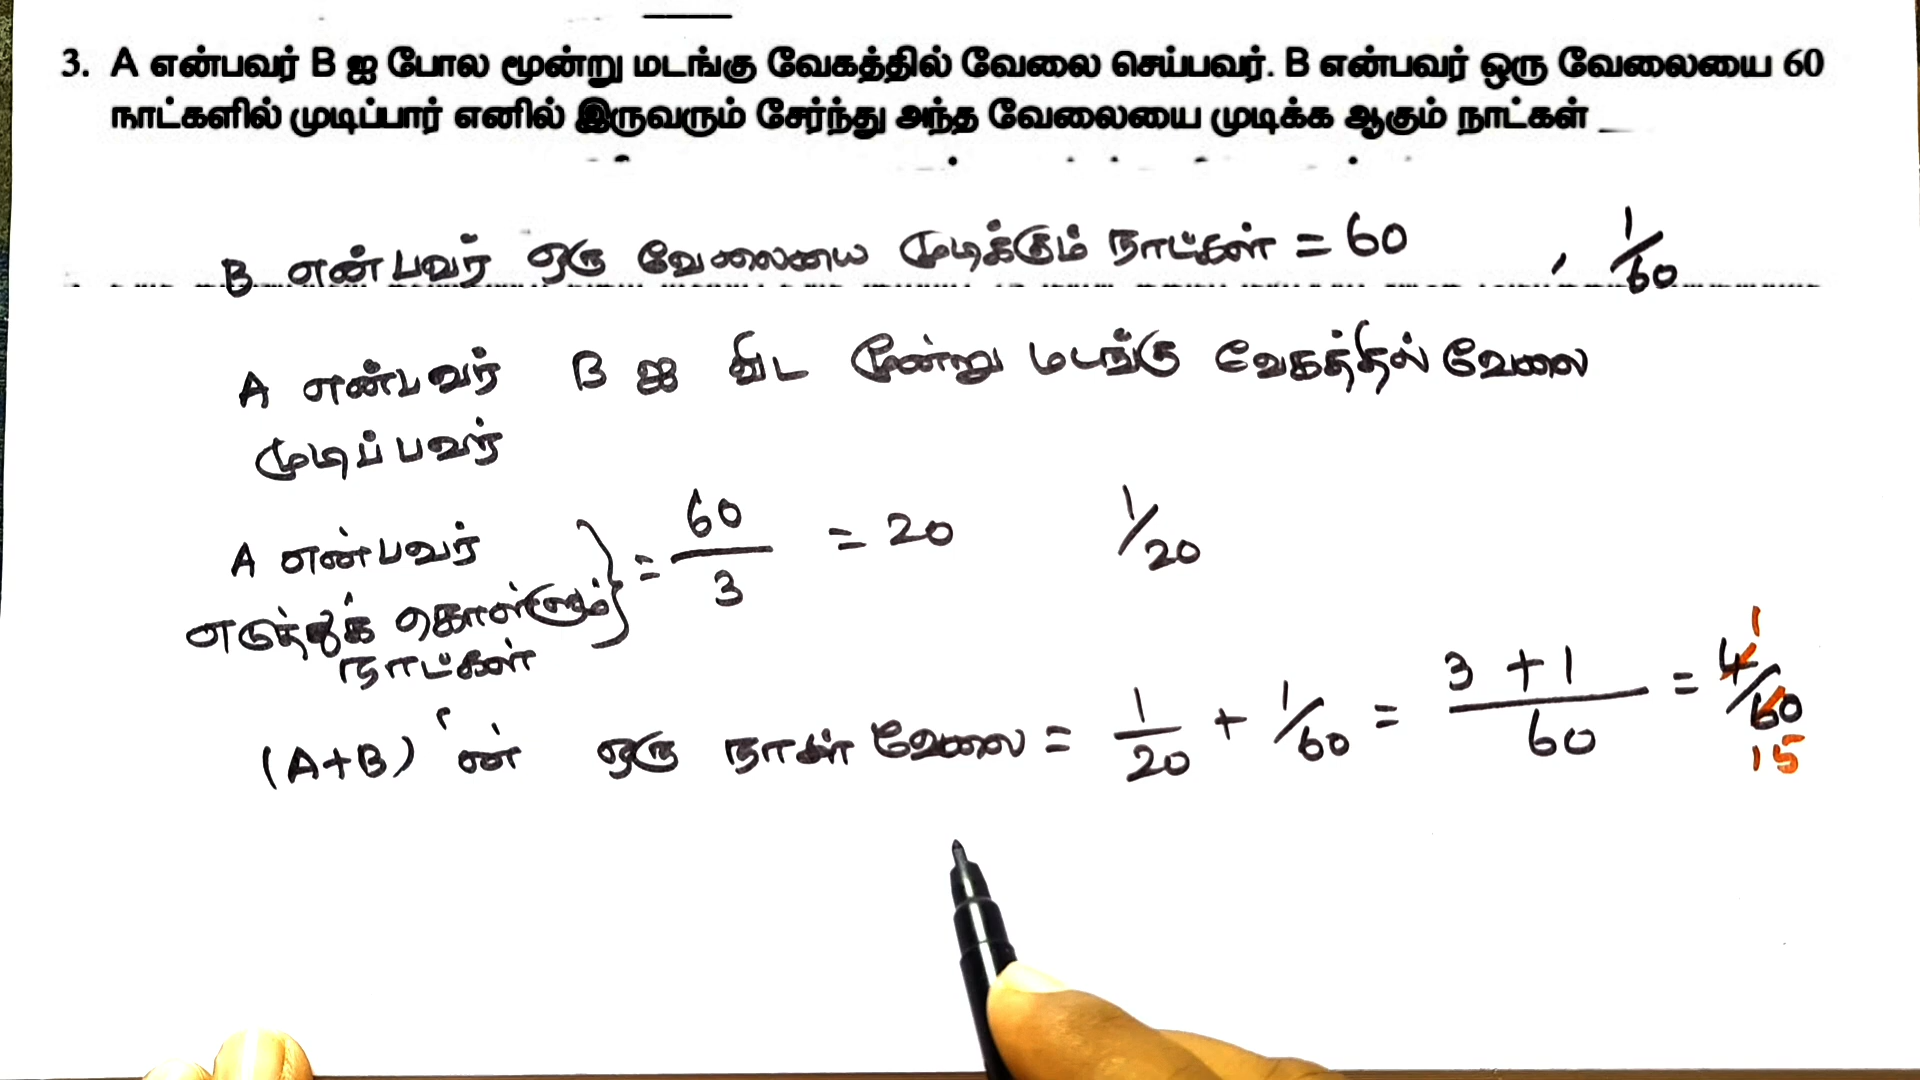 3. A என்பவர் B ஐ போல மூன்று மடங்கு வேகத்தில் வேலை செய்பவர். B என்பவர் ஒரு வேலையை 60
நாட்களில் முடிப்பார் எனில் இருவரும் சேர்ந்து அந்த வேலையை முடிக்க ஆகும் நாட்கள் __
B என்பவர் ஒரு வேலையை முடிக்கும் நாட்கள் = 60 , 1/60
A என்பவர் B ஐ விட மூன்று மடங்கு வேகத்தில் வேலை
முடிப்பவர்
A என்பவர்
எடுத்துக் கொள்ளும் } = 60/3 = 20 1/20
நாட்கள்
(A+B) 'ன் ஒரு நாள் வேலை = 1/20 + 1/60 = 3+1/60 = 4/60 1 15